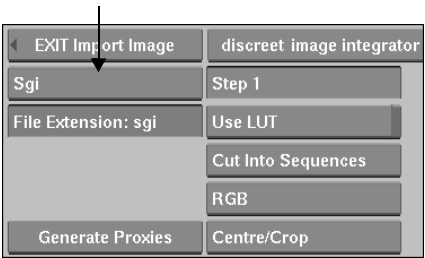 EXIT Import Image
discreet image integrator
Sgi
Step 1
File Extension: sgi
Use LUT
Cut Into Sequences
RGB
Generate Proxies
Centre/Crop